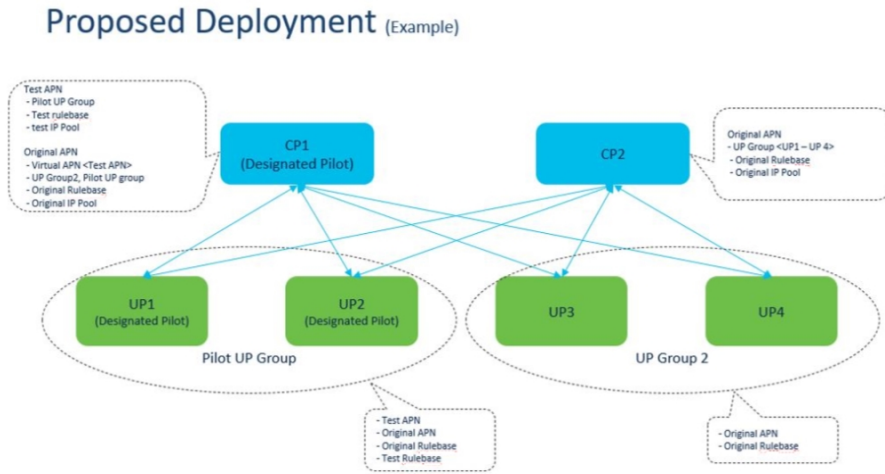 Proposed Deployment (Example)
Test APN
- Pilot UP Group
- Test rulebase
- test IP Pool
Original APN
- Virtual APN <Test APN>
- UP Group2, Pilot UP group
- Original Rulebase
- Original IP Pool
CP1
(Designated Pilot)
CP2
Original APN
- UP Group <UP1 – UP 4>
- Original Rulebase
- Original IP Pool
UP1
(Designated Pilot)
UP2
(Designated Pilot)
UP3
UP4
Pilot UP Group
UP Group 2
- Test APN
- Original APN
- Original Rulebase
- Test Rulebase
- Original APN
- Original Rulebase